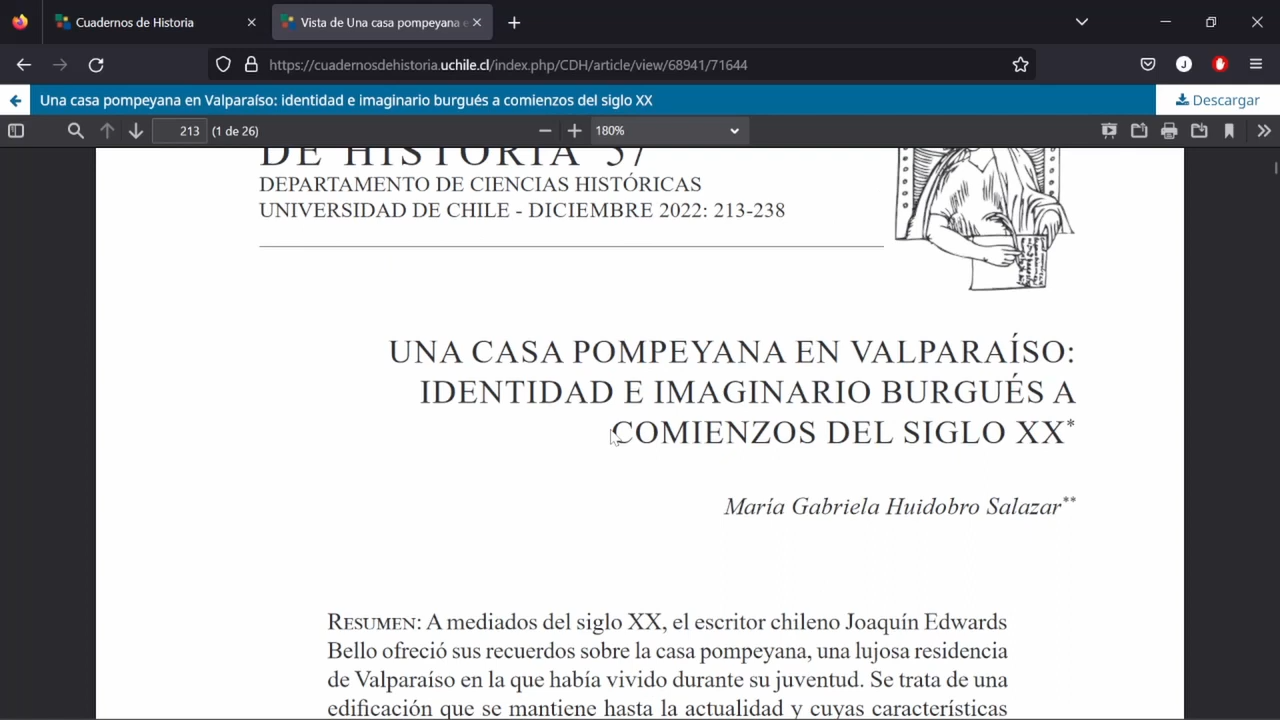 Cuadernos de Historia
Vista de Una casa pompeyana e
https://cuadernosdehistoria.uchile.cl/index.php/CDH/article/view/68941/71644
J
Una casa pompeyana en Valparaíso: identidad e imaginario burgués a comienzos del siglo XX
Descargar
213 (1 de 26)
180%
DE HISTORIA 57
DEPARTAMENTO DE CIENCIAS HISTÓRICAS
UNIVERSIDAD DE CHILE - DICIEMBRE 2022: 213-238
UNA CASA POMPEYANA EN VALPARAÍSO:
IDENTIDAD E IMAGINARIO BURGUÉS A
COMIENZOS DEL SIGLO XX*
María Gabriela Huidobro Salazar**
RESUMEN: A mediados del siglo XX, el escritor chileno Joaquín Edwards
Bello ofreció sus recuerdos sobre la casa pompeyana, una lujosa residencia
de Valparaíso en la que había vivido durante su juventud. Se trata de una
edificación que se mantiene hasta la actualidad y cuyas características